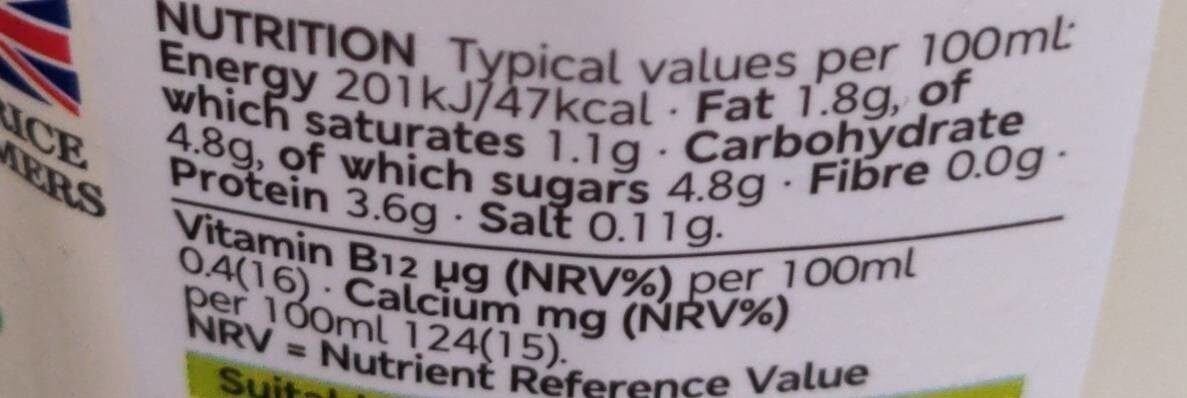 NUTRITION Typical values per 100ml:
Energy 201kJ/47kcal · Fat 1.8g, of
which saturates 1.1g · Carbohydrate
4.8g, of which sugars 4.8g · Fibre 0.0g ·
Protein 3.6g · Salt 0.11g.
Vitamin B12 µg (NRV%) per 100ml
0.4(16) · Calcium mg (NRV%)
per 100ml 124(15).
NRV = Nutrient Reference Value